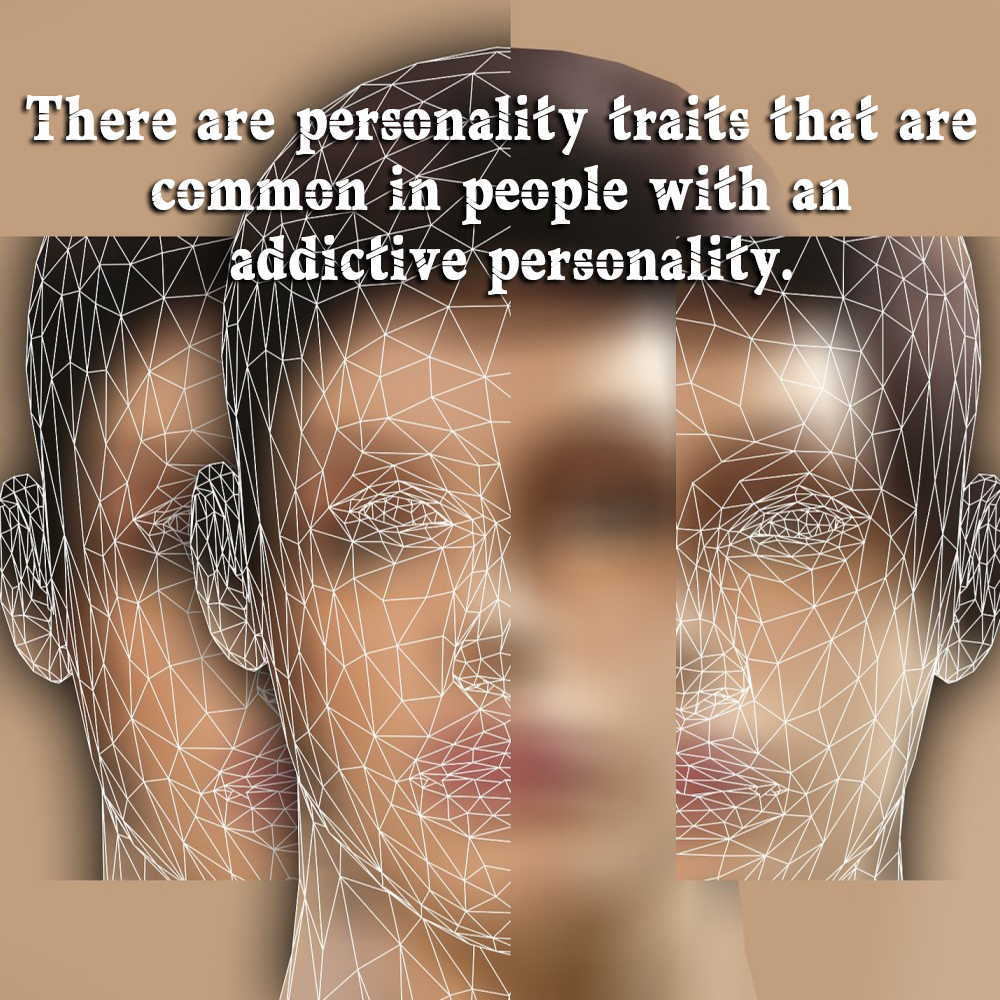 There are personality traits that are
common in people with an
addictive personality.